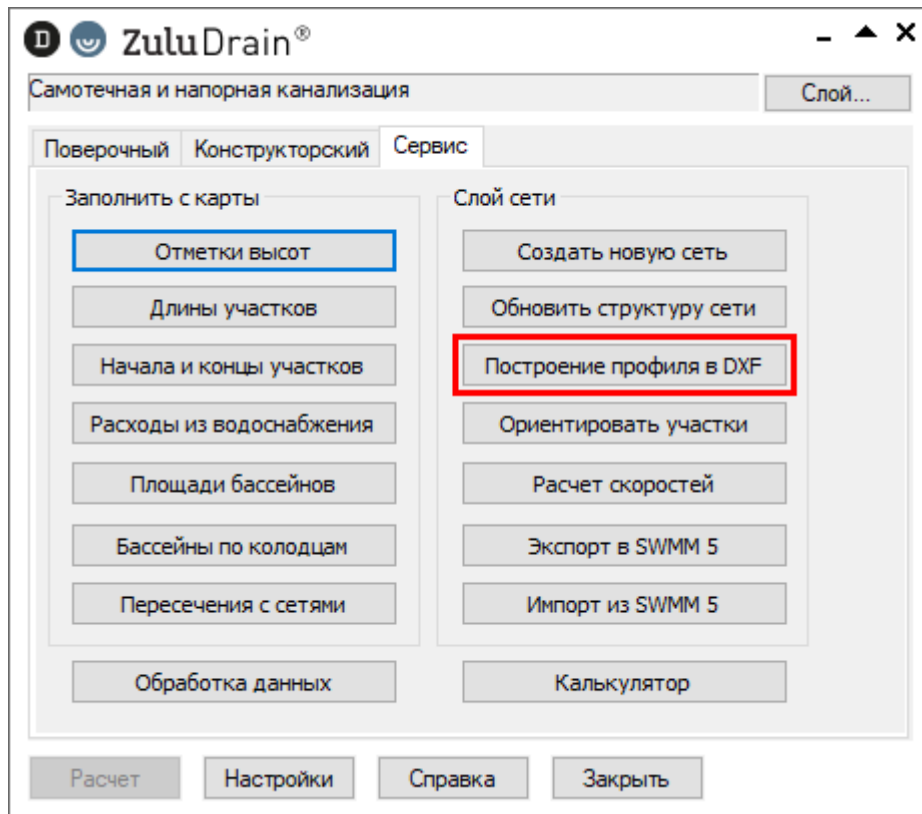 D ZuluDrain®
Самотечная и напорная канализация
Слой...
Поверочный Конструкторский Сервис
Заполнить с карты
Отметки высот
Длины участков
Начала и концы участков
Расходы из водоснабжения
Площади бассейнов
Бассейны по колодцам
Пересечения с сетями
Обработка данных
Слой сети
Создать новую сеть
Обновить структуру сети
Построение профиля в DXF
Ориентировать участки
Расчет скоростей
Экспорт в SWMM 5
Импорт из SWMM 5
Калькулятор
Расчет Настройки Справка Закрыть